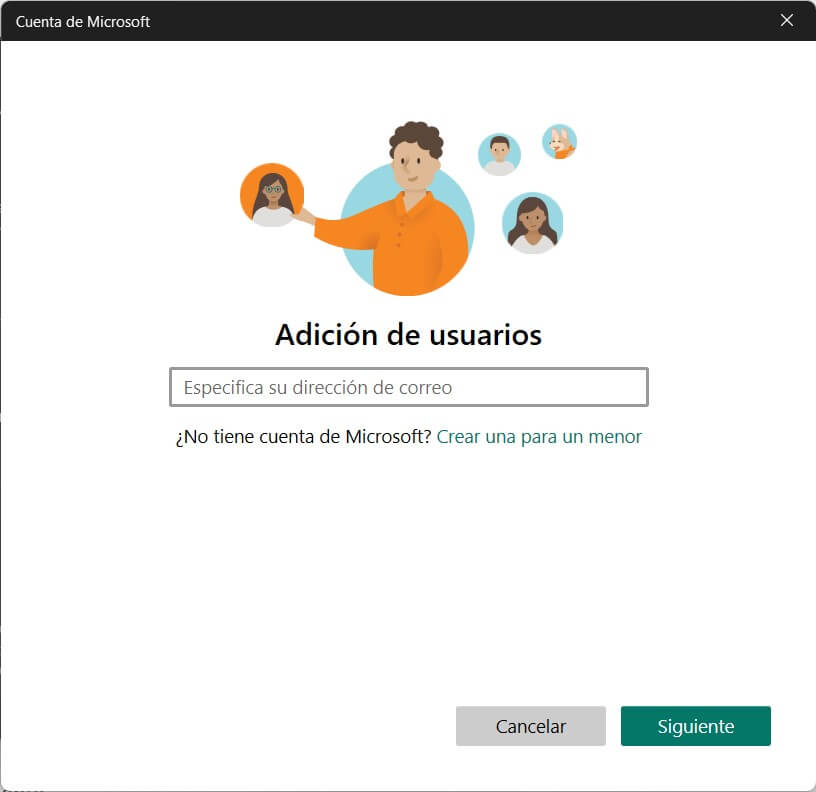 Cuenta de Microsoft
Adición de usuarios
Especifica su dirección de correo
¿No tiene cuenta de Microsoft? Crear una para un menor
Cancelar
Siguiente